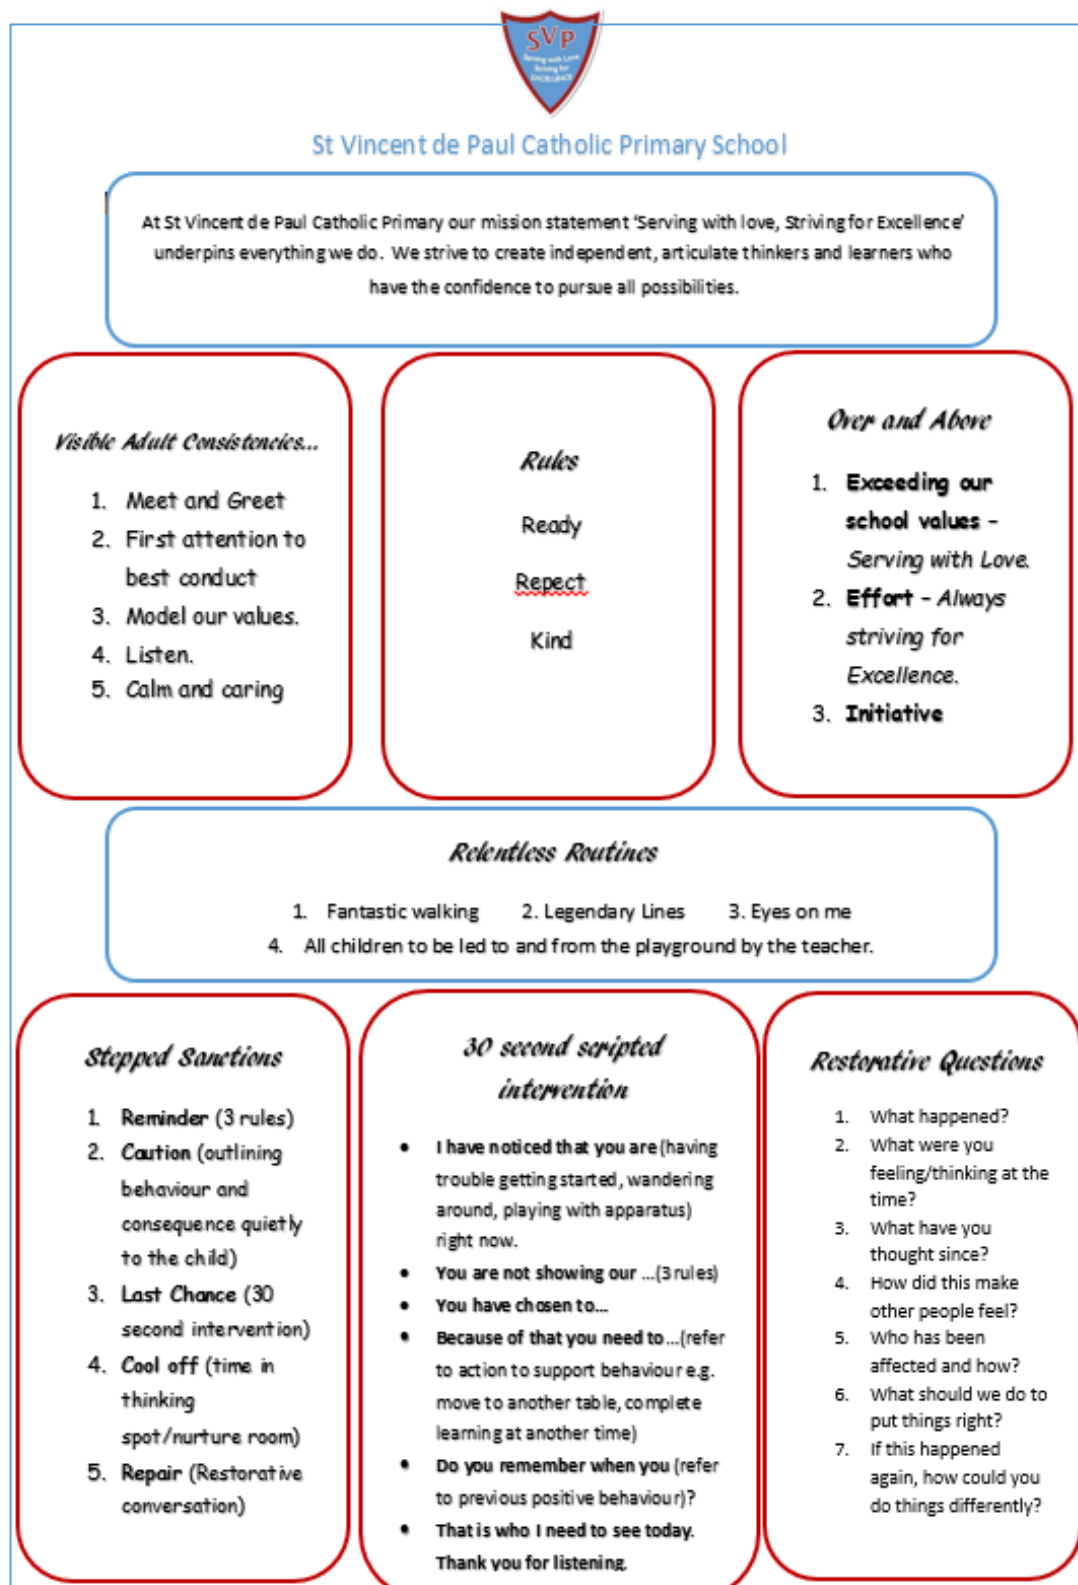 SVP
Serving with Love
Striving for
EXCELLENCE
St Vincent de Paul Catholic Primary School
At St Vincent de Paul Catholic Primary our mission statement ‘Serving with love, Striving for Excellence’
underpins everything we do. We strive to create independent, articulate thinkers and learners who
have the confidence to pursue all possibilities.
Visible Adult Consistencies...
1. Meet and Greet
2. First attention to
best conduct
3. Model our values.
4. Listen.
5. Calm and caring
Rules
Ready
Repect
Kind
Over and Above
1. Exceeding our
school values –
Serving with Love.
2. Effort – Always
striving for
Excellence.
3. Initiative
Relentless Routines
1. Fantastic walking 2. Legendary Lines 3. Eyes on me
4. All children to be led to and from the playground by the teacher.
Stepped Sanctions
1. Reminder (3 rules)
2. Caution (outlining
behaviour and
consequence quietly
to the child)
3. Last Chance (30
second intervention)
4. Cool off (time in
thinking
spot/nurture room)
5. Repair (Restorative
conversation)
30 second scripted
intervention
• I have noticed that you are (having
trouble getting started, wandering
around, playing with apparatus)
right now.
• You are not showing our ...(3 rules)
• You have chosen to...
• Because of that you need to ...(refer
to action to support behaviour e.g.
move to another table, complete
learning at another time)
• Do you remember when you (refer
to previous positive behaviour)?
• That is who I need to see today.
Thank you for listening.
Restorative Questions
1. What happened?
2. What were you
feeling/thinking at the
time?
3. What have you
thought since?
4. How did this make
other people feel?
5. Who has been
affected and how?
6. What should we do to
put things right?
7. If this happened
again, how could you
do things differently?